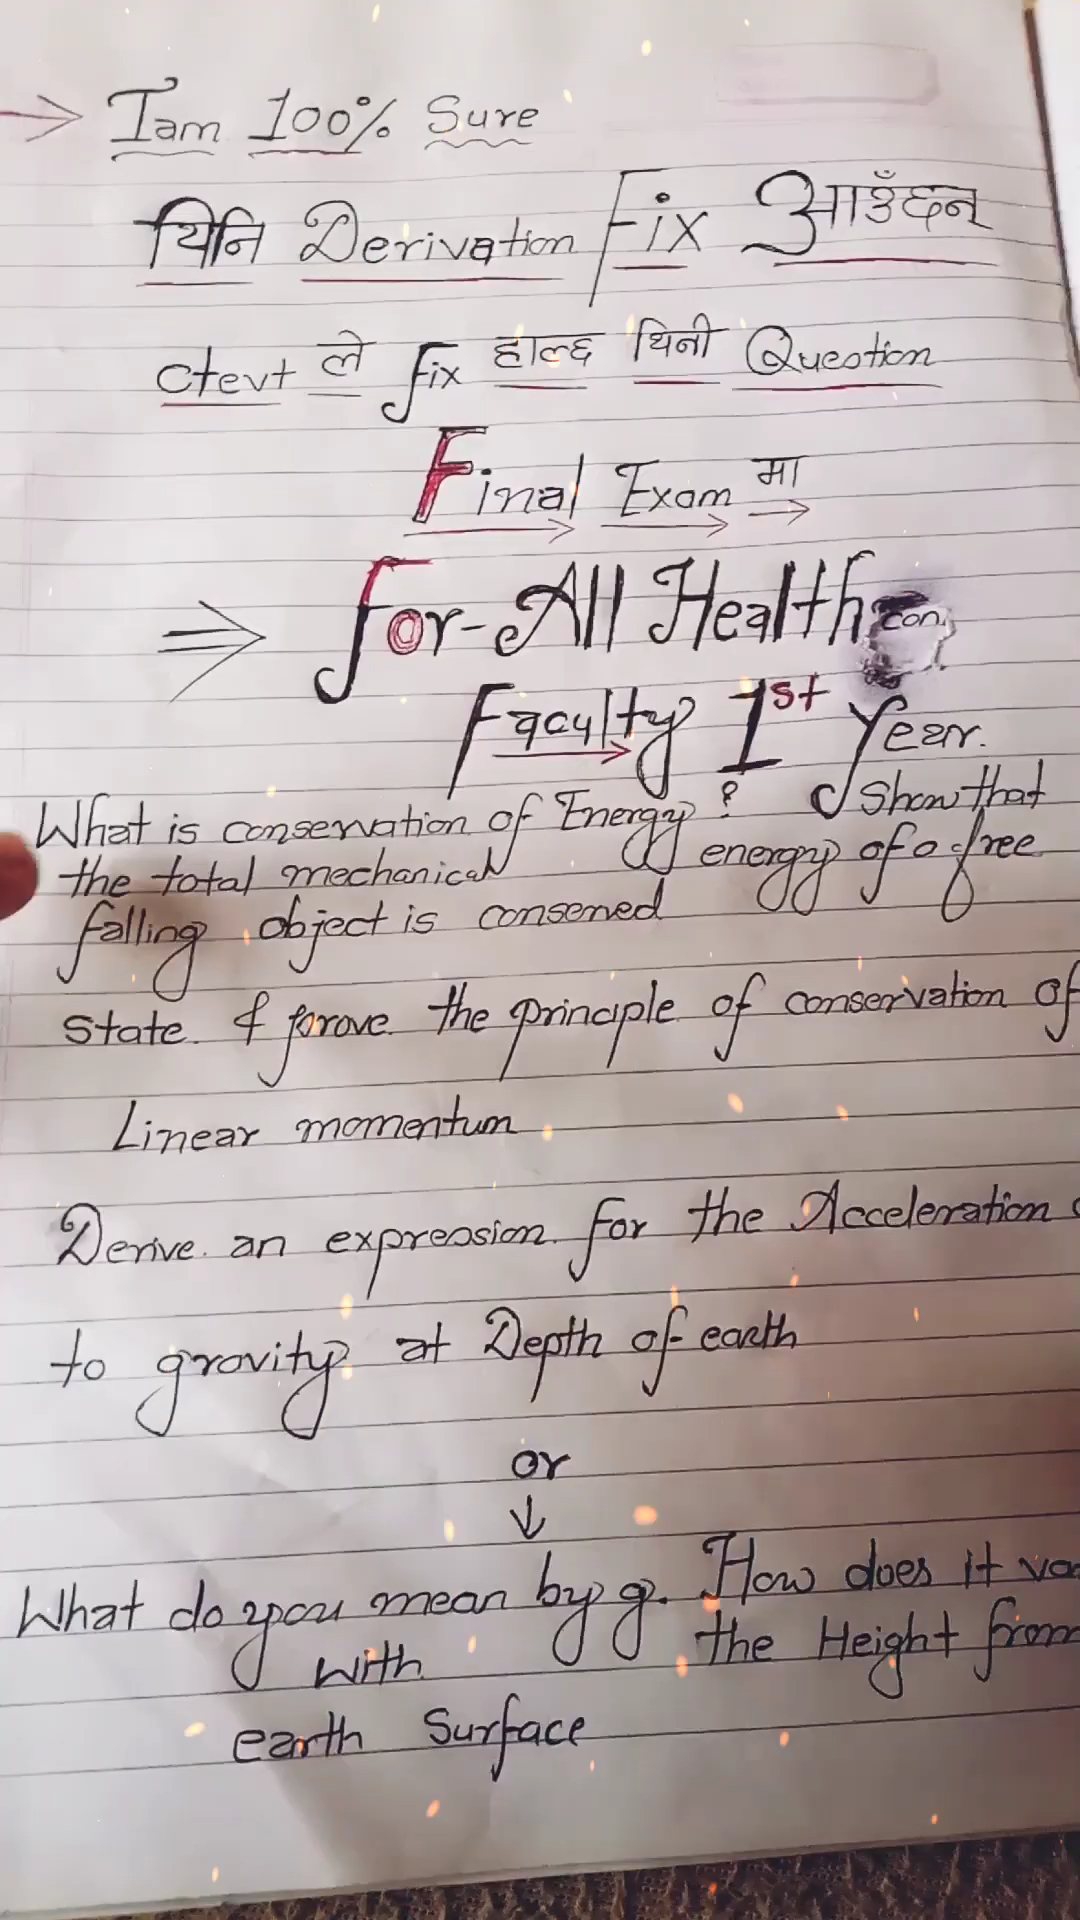 → I am 100% Sure
यिनि Derivation Fix आउँछन्
ctevt ले fix हाल्छ यिनी Question
Final Exam मा
⇒ For-All Health
Faculty 1st Year.
What is conservation of Energy? Show that
the total mechanical energy of a free
falling object is conserved
State & prove the principle of conservation of
Linear momentum
Derive an expression for the Acceleration
to gravity at Depth of earth
or
↓
What do you mean by g. How does it va
with the Height from
earth Surface